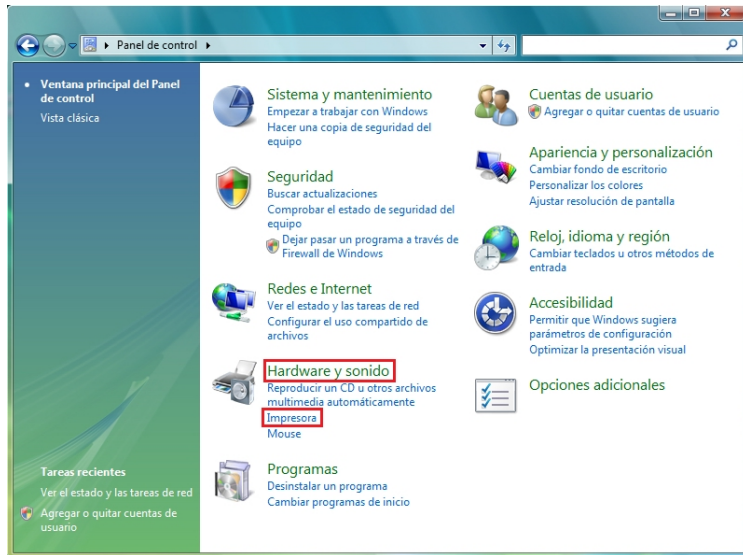 Panel de control
Ventana principal del Panel
de control
Vista clásica
Sistema y mantenimiento
Empezar a trabajar con Windows
Hacer una copia de seguridad del
equipo
Seguridad
Buscar actualizaciones
Comprobar el estado de seguridad del
equipo
Dejar pasar un programa a través de
Firewall de Windows
Redes e Internet
Ver el estado y las tareas de red
Configurar el uso compartido de
archivos
Hardware y sonido
Reproducir un CD u otros archivos
multimedia automáticamente
Impresora
Mouse
Programas
Desinstalar un programa
Cambiar programas de inicio
Cuentas de usuario
Agregar o quitar cuentas de usuario
Apariencia y personalización
Cambiar fondo de escritorio
Personalizar los colores
Ajustar resolución de pantalla
Reloj, idioma y región
Cambiar teclados u otros métodos de
entrada
Accesibilidad
Permitir que Windows sugiera
parámetros de configuración
Optimizar la presentación visual
Opciones adicionales
Tareas recientes
Ver el estado y las tareas de red
Agregar o quitar cuentas de
usuario